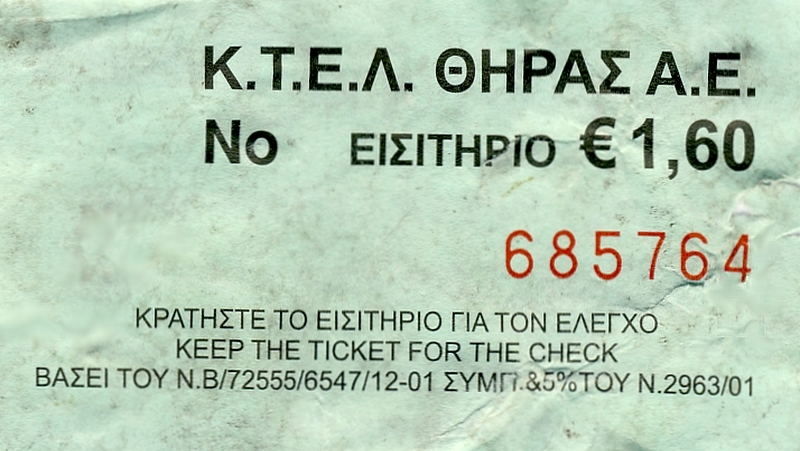 Κ.Τ.Ε.Λ. ΘΗΡΑΣ Α.Ε.
Νο ΕΙΣΙΤΗΡΙΟ €1,60
685764
ΚΡΑΤΗΣΤΕ ΤΟ ΕΙΣΙΤΗΡΙΟ ΓΙΑ ΤΟΝ ΕΛΕΓΧΟ
KEEP THE TICKET FOR THE CHECK
ΒΑΣΕΙ ΤΟΥ Ν.Β/72555/6547/12-01 ΣΥΜΠ.&5%ΤΟΥ Ν.2963/01